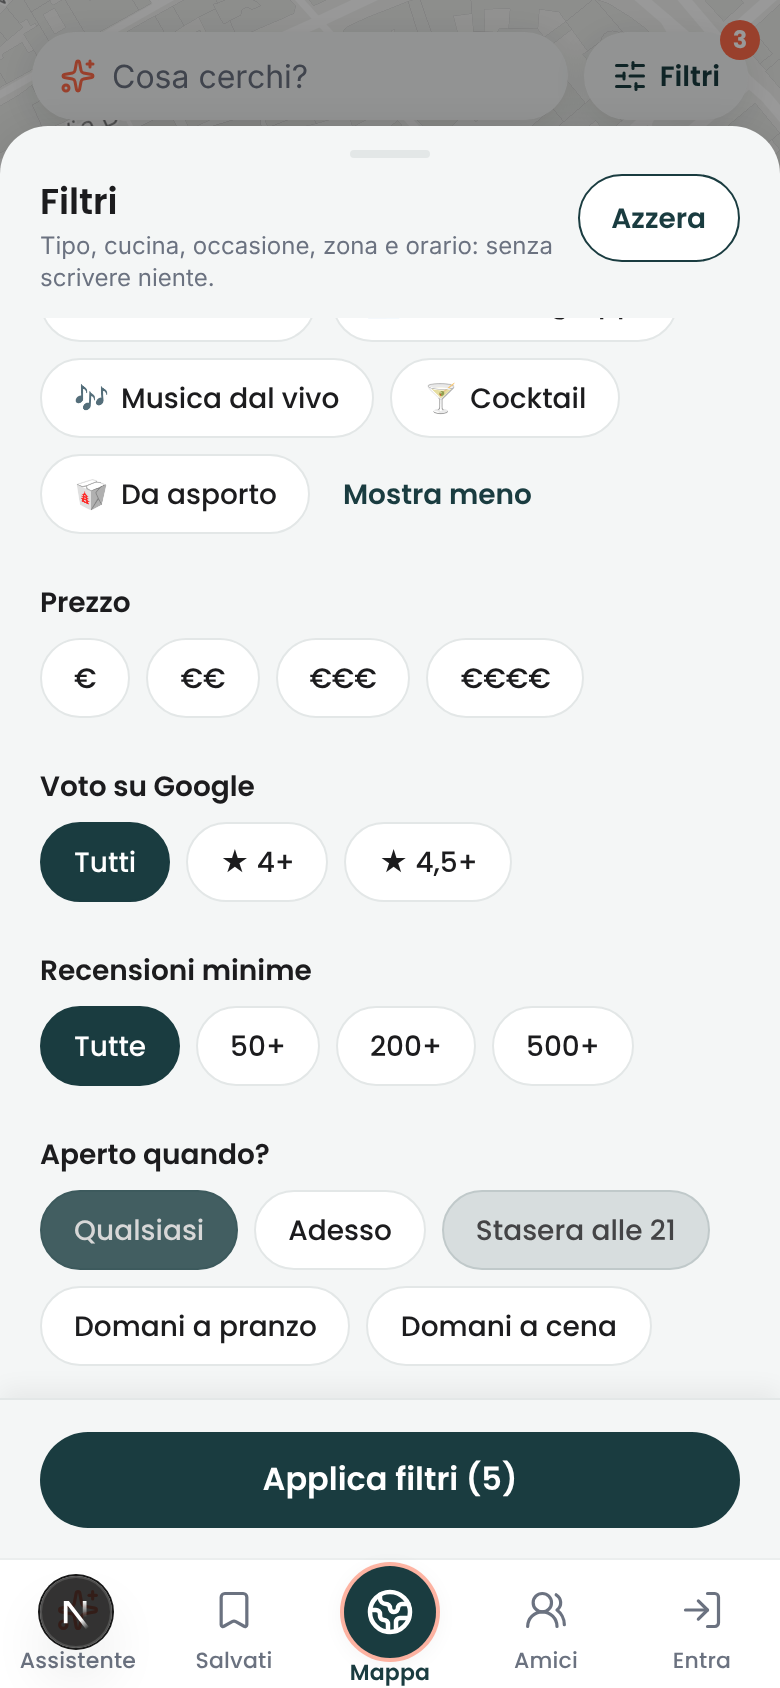 Cosa cerchi?
Filtri
3
Filtri
Azzera
Tipo, cucina, occasione, zona e orario: senza
scrivere niente.
Musica dal vivo
Cocktail
Da asporto
Mostra meno
Prezzo
€
€€
€€€
€€€€
Voto su Google
Tutti
★ 4+
★ 4,5+
Recensioni minime
Tutte
50+
200+
500+
Aperto quando?
Qualsiasi
Adesso
Stasera alle 21
Domani a pranzo
Domani a cena
Applica filtri (5)
N
Assistente
Salvati
Mappa
Amici
Entra